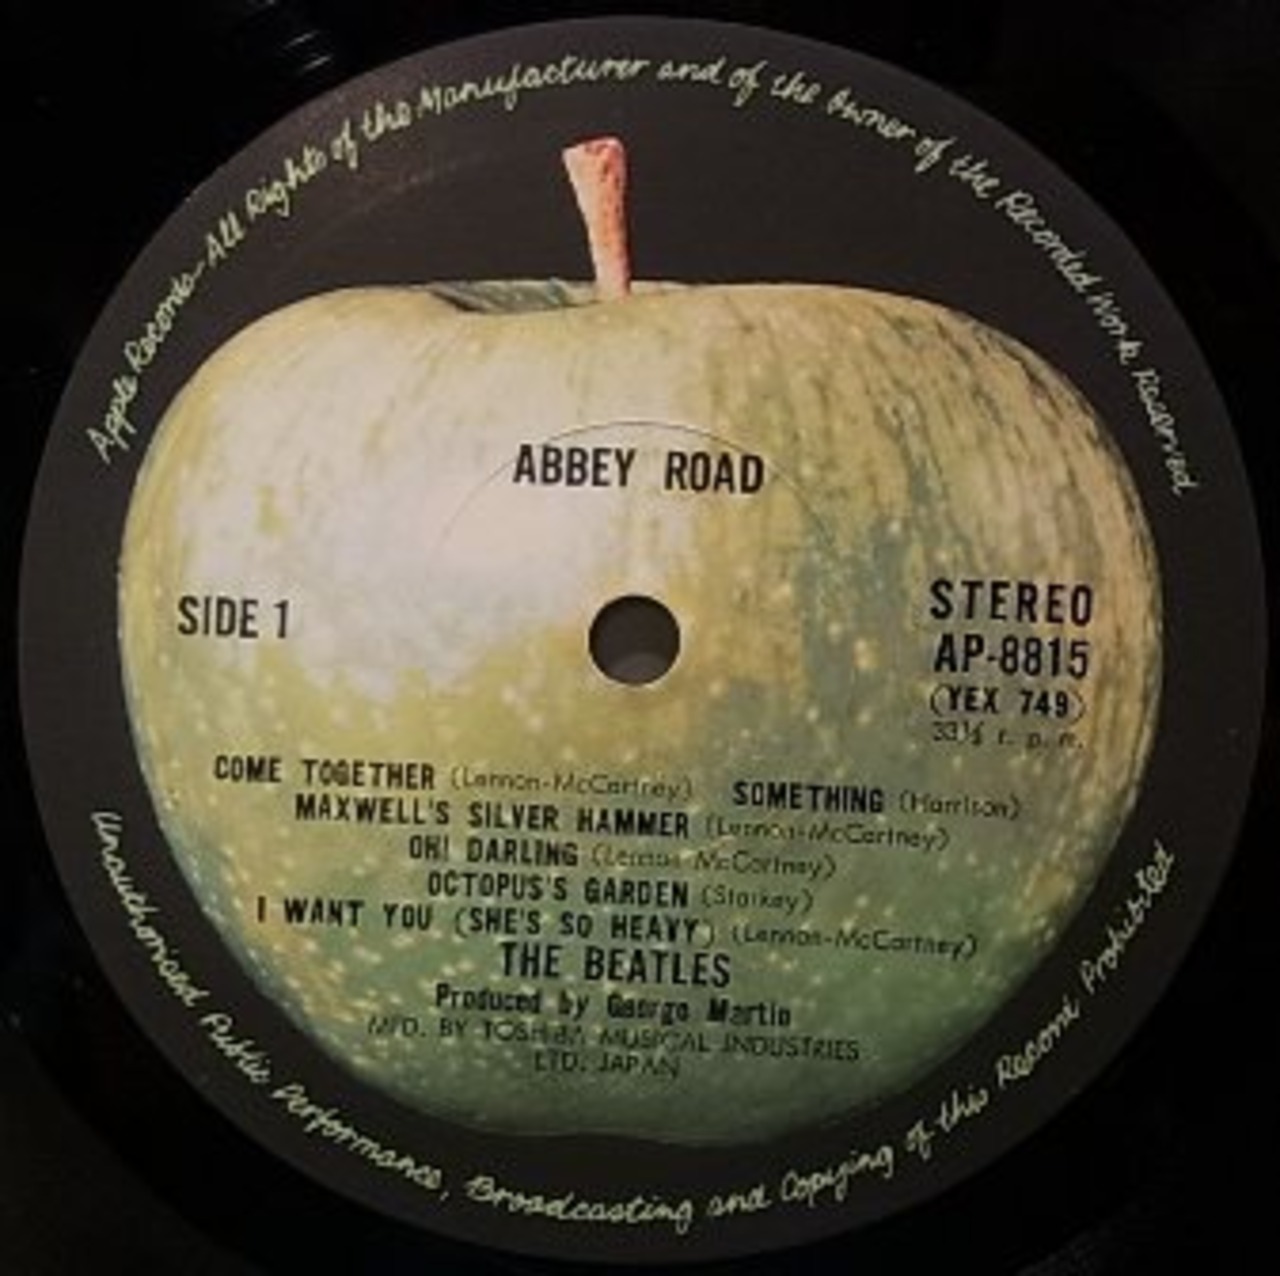 Apple Records-All Rights of the Manufacturer and of the Owner of the Recorded Work Reserved
ABBEY ROAD
SIDE 1
STEREO
AP-8815
(YEX 749)
33⅓ r. p. m.
COME TOGETHER (Lennon-McCartney) SOMETHING (Harrison)
MAXWELL'S SILVER HAMMER (Lennon-McCartney)
OH! DARLING (Lennon-McCartney)
OCTOPUS'S GARDEN (Starkey)
I WANT YOU (SHE'S SO HEAVY) (Lennon-McCartney)
THE BEATLES
Produced by George Martin
MFD. BY TOSHIBA MUSICAL INDUSTRIES
LTD. JAPAN
Unauthorised Public Performance, Broadcasting and Copying of this Record Prohibited